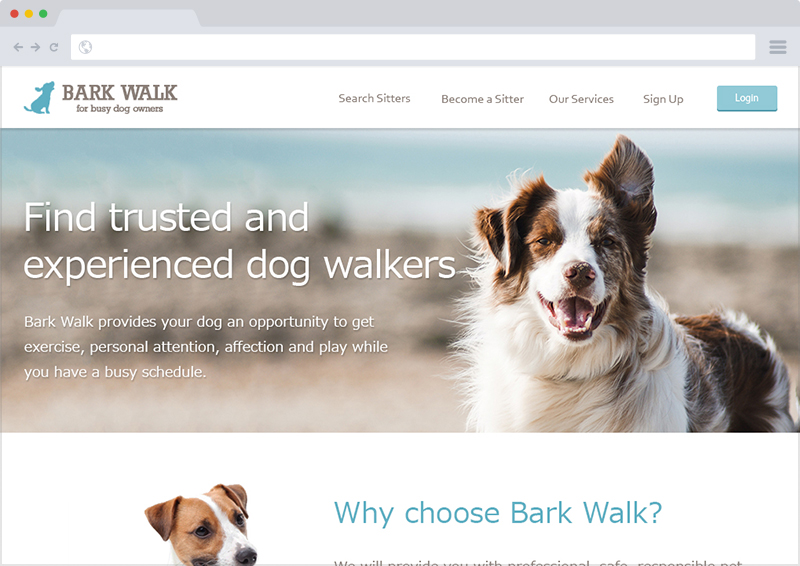 BARK WALK
for busy dog owners
Search Sitters
Become a Sitter
Our Services
Sign Up
Login
Find trusted and
experienced dog walkers
Bark Walk provides your dog an opportunity to get
exercise, personal attention, affection and play while
you have a busy schedule.
Why choose Bark Walk?
We will provide you with professional, safe, responsible pet